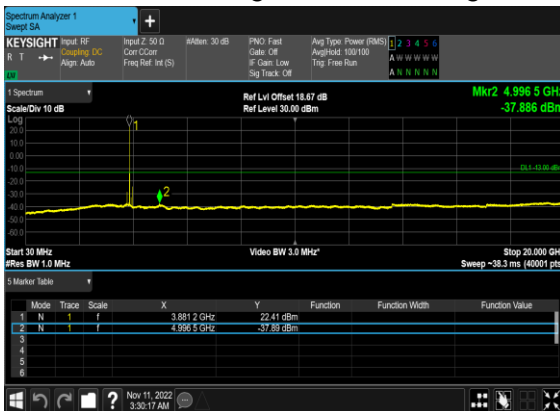 Spectrum Analyzer 1
Swept SA
+
KEYSIGHT
R T
LV
Input: RF
Coupling: DC
Align: Auto
Input Z: 50 Ω
Corr CCorr
Freq Ref: Int (S)
#Atten: 30 dB
PNO: Fast
Gate: Off
IF Gain: Low
Sig Track: Off
Avg Type: Power (RMS)
Avg|Hold: 100/100
Trig: Free Run
1 2 3 4 5 6
A W W W W W
A N N N N N
1 Spectrum
Scale/Div 10 dB
Ref Lvl Offset 18.67 dB
Ref Level 30.00 dBm
Mkr2 4.996 5 GHz
-37.886 dBm
Log
20.0
10.0
0.00
-10.0
-20.0
-30.0
-40.0
-50.0
-60.0
1
2
DL1 -13.00 dBm
Start 30 MHz
#Res BW 1.0 MHz
Video BW 3.0 MHz*
Stop 20.000 GH
Sweep ~38.3 ms (40001 pts
5 Marker Table
Mode Trace Scale X Y Function Function Width Function Value
1 N 1 f 3.881 2 GHz 22.41 dBm
2 N 1 f 4.996 5 GHz -37.89 dBm
3
4
5
6
?
Nov 11, 2022
3:30:17 AM